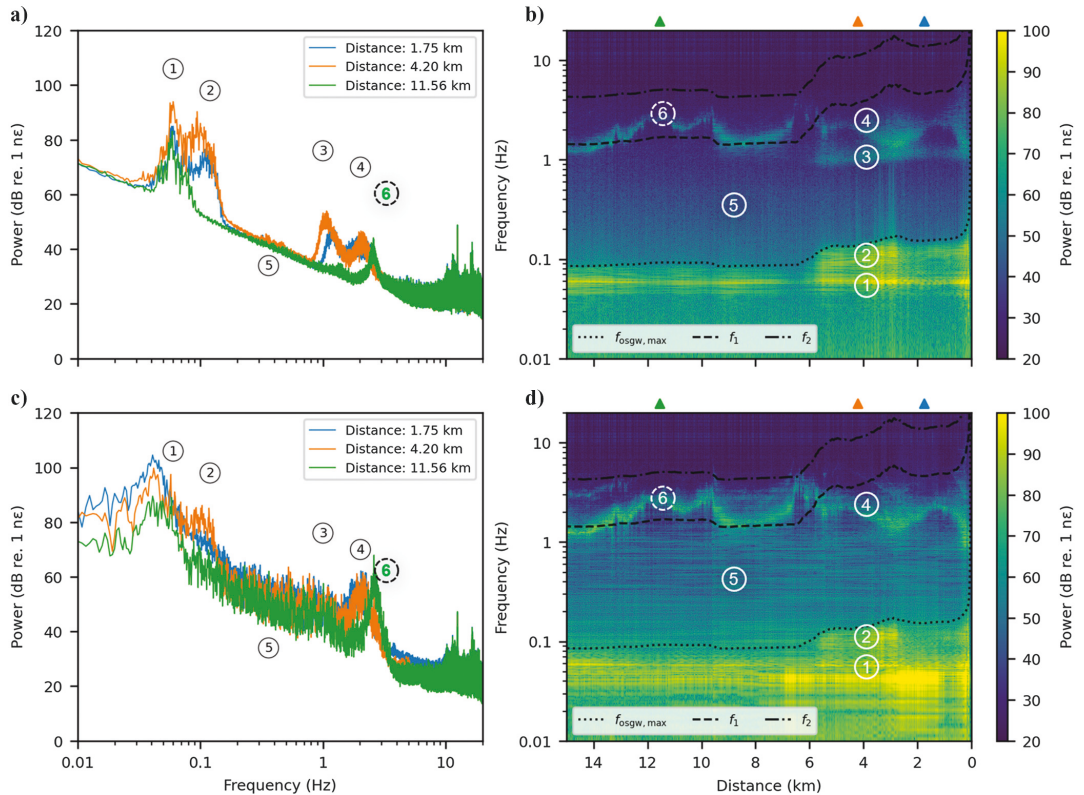 a)
120
100
80
60
40
20
0
Power (dB re. 1 nε)
Distance: 1.75 km
Distance: 4.20 km
Distance: 11.56 km
1
2
3
4
6
5
b)
10
1
0.1
0.01
Frequency (Hz)
6
4
3
5
2
1
f_osgw, max f_1 f_2
100
90
80
70
60
50
40
30
20
Power (dB re. 1 nε)
c)
120
100
80
60
40
20
0
Power (dB re. 1 nε)
Distance: 1.75 km
Distance: 4.20 km
Distance: 11.56 km
1
2
3
4
6
5
0.01 0.1 1 10
Frequency (Hz)
d)
10
1
0.1
0.01
Frequency (Hz)
6
4
5
2
1
f_osgw, max f_1 f_2
14 12 10 8 6 4 2 0
Distance (km)
100
90
80
70
60
50
40
30
20
Power (dB re. 1 nε)